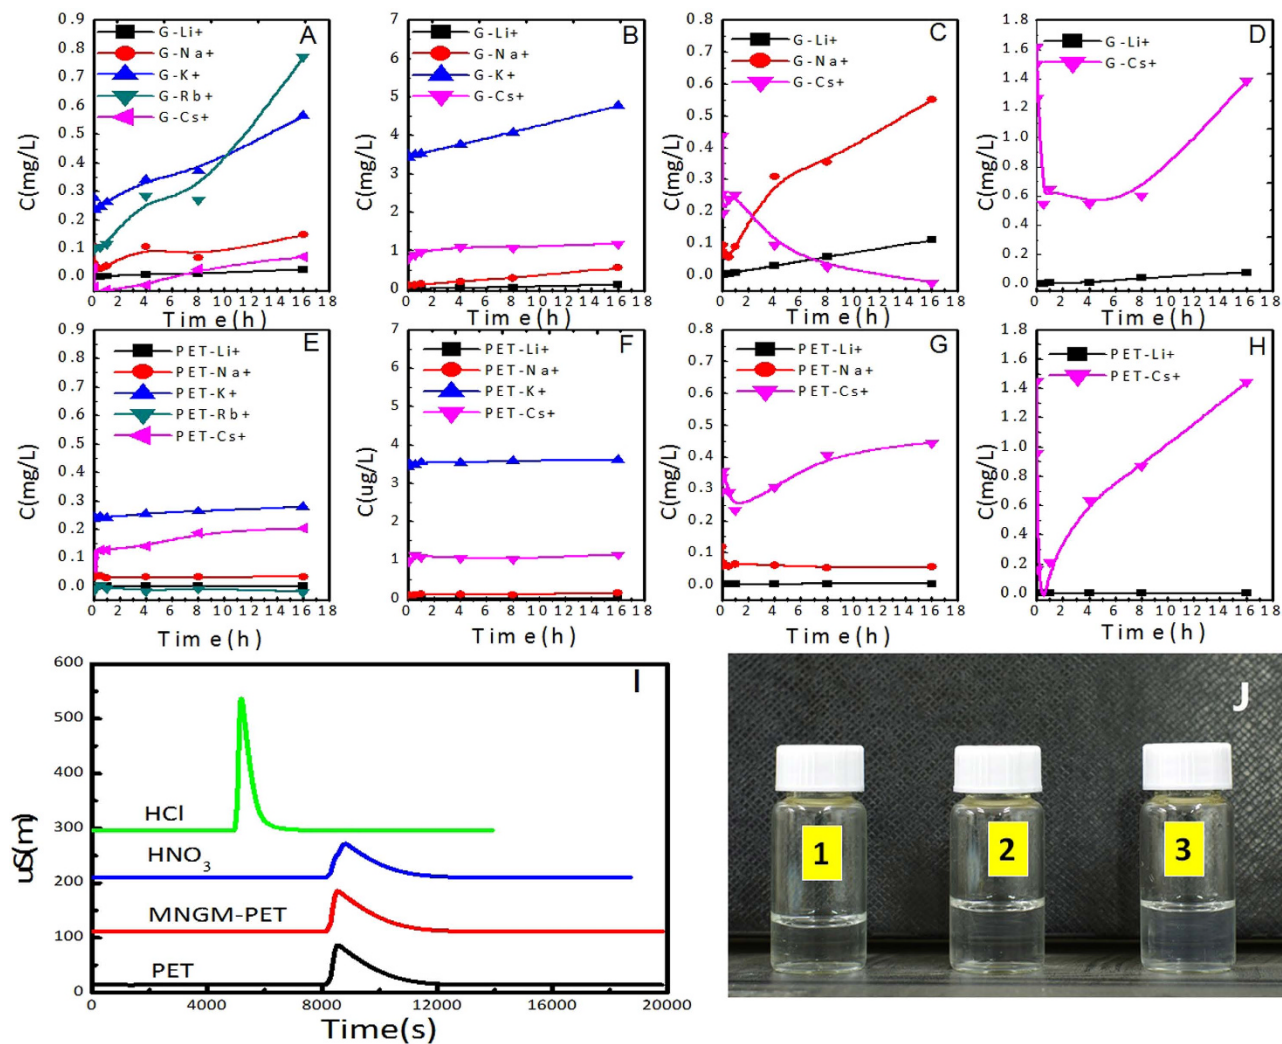 A
G-Li+
G-Na+
G-K+
G-Rb+
G-Cs+
C(mg/L)
0.9
0.8
0.7
0.6
0.5
0.4
0.3
0.2
0.1
0.0
0 2 4 6 8 10 12 14 16 18
Time(h)
B
G-Li+
G-Na+
G-K+
G-Cs+
C(mg/L)
7
6
5
4
3
2
1
0
0 2 4 6 8 10 12 14 16 18
Time(h)
C
G-Li+
G-Na+
G-Cs+
C(mg/L)
0.7
0.6
0.5
0.4
0.3
0.2
0.1
0.0
0 2 4 6 8 10 12 14 16 18
Time(h)
D
G-Li+
G-Cs+
C(mg/L)
1.8
1.6
1.4
1.2
1.0
0.8
0.6
0.4
0.2
0.0
0 2 4 6 8 10 12 14 16 18
Time(h)
E
PET-Li+
PET-Na+
PET-K+
PET-Rb+
PET-Cs+
C(mg/L)
0.9
0.8
0.7
0.6
0.5
0.4
0.3
0.2
0.1
0.0
0 2 4 6 8 10 12 14 16 18
Time(h)
F
PET-Li+
PET-Na+
PET-K+
PET-Cs+
C(ug/L)
7
6
5
4
3
2
1
0
0 2 4 6 8 10 12 14 16 18
Time(h)
G
PET-Li+
PET-Na+
PET-Cs+
C(mg/L)
0.7
0.6
0.5
0.4
0.3
0.2
0.1
0.0
0 2 4 6 8 10 12 14 16 18
Time(h)
H
PET-Li+
PET-Cs+
C(mg/L)
1.8
1.6
1.4
1.2
1.0
0.8
0.6
0.4
0.2
0.0
0 2 4 6 8 10 12 14 16 18
Time(h)
I
uS(m)
600
500
400
300
200
100
0
HCl
HNO3
MNGM-PET
PET
0 4000 8000 12000 16000 20000
Time(s)
J
1
2
3